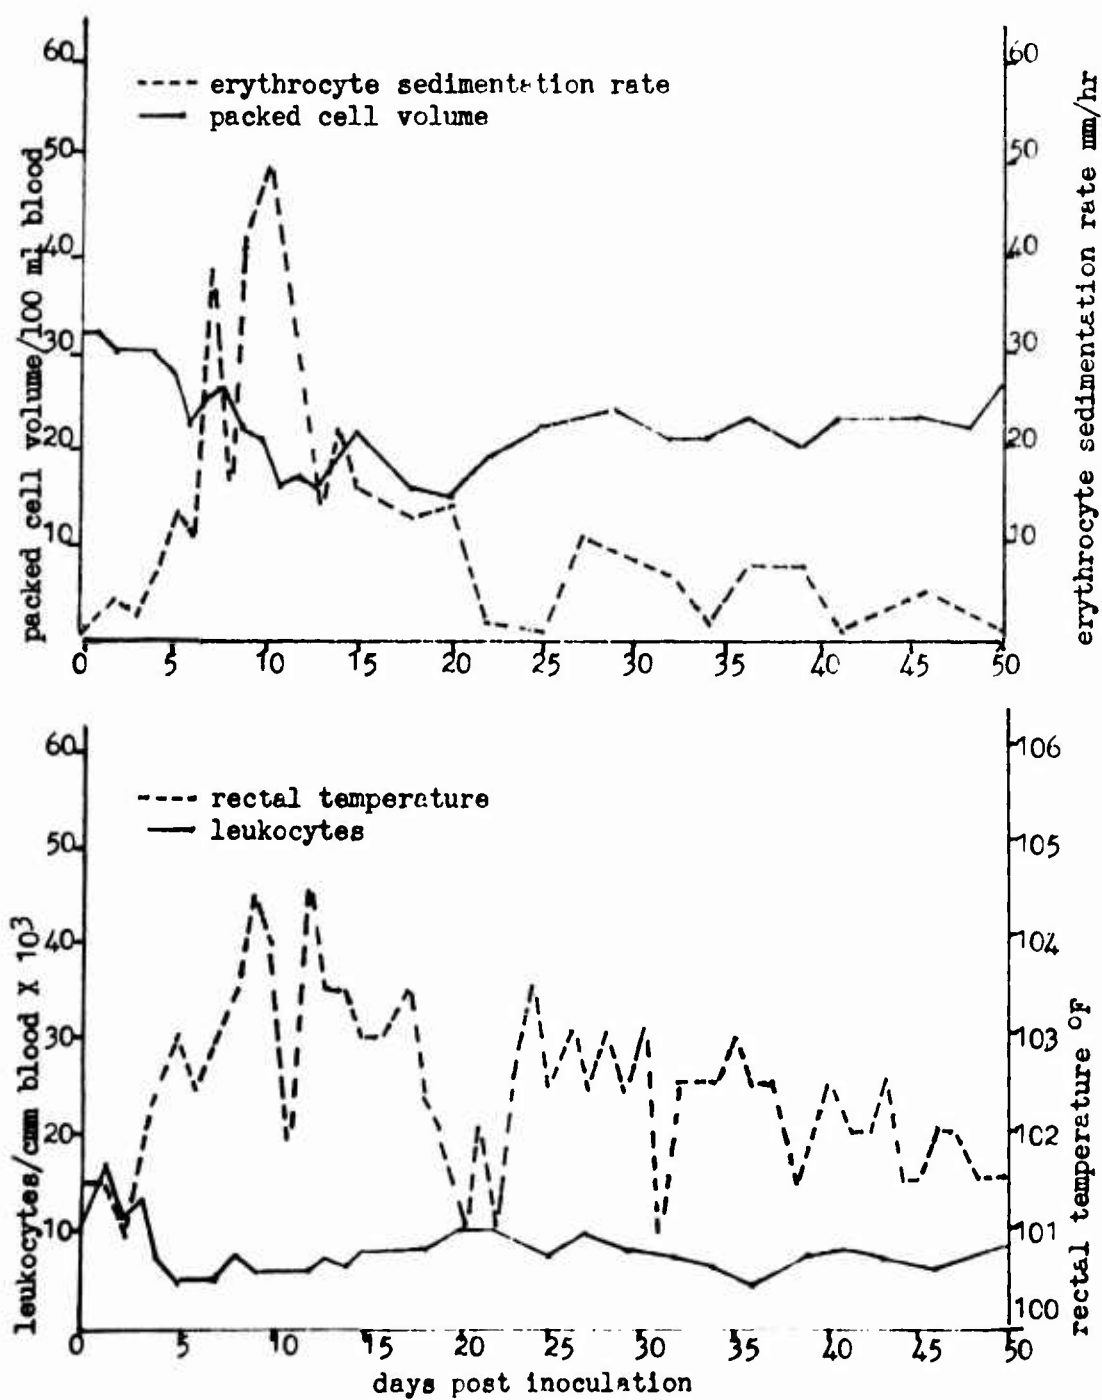 60
50
40
30
20
10
packed cell volume/100 ml blood
erythrocyte sedimentation rate
packed cell volume
60
50
40
30
20
10
erythrocyte sedimentation rate mm/hr
0 5 10 15 20 25 30 35 40 45 50
60
50
40
30
20
10
leukocytes/cmm blood X 10³
rectal temperature
leukocytes
106
105
104
103
102
101
100
rectal temperature °F
0 5 10 15 20 25 30 35 40 45 50
days post inoculation